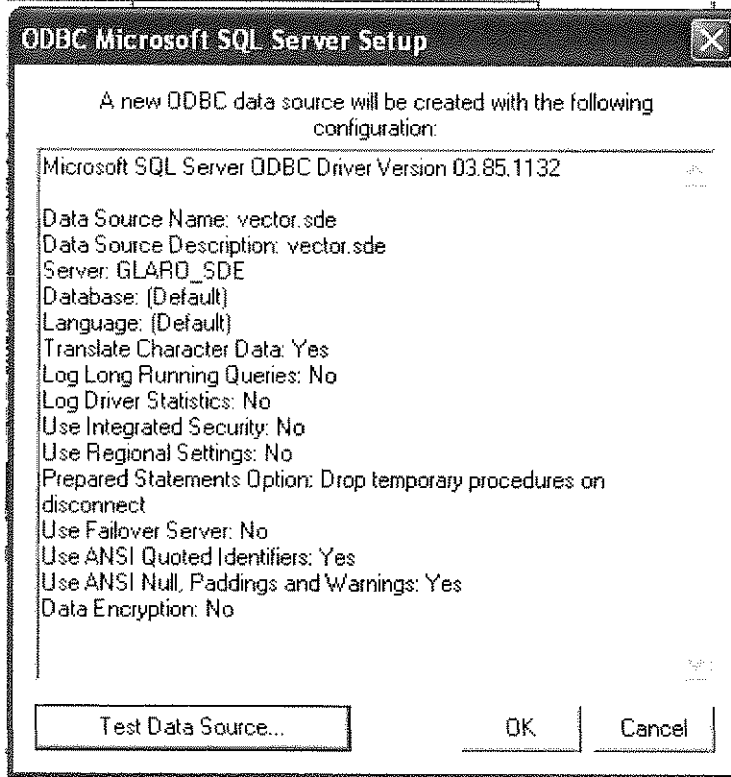 ODBC Microsoft SQL Server Setup
A new ODBC data source will be created with the following
configuration:
Microsoft SQL Server ODBC Driver Version 03.85.1132
Data Source Name: vector.sde
Data Source Description: vector.sde
Server: GLARO_SDE
Database: (Default)
Language: (Default)
Translate Character Data: Yes
Log Long Running Queries: No
Log Driver Statistics: No
Use Integrated Security: No
Use Regional Settings: No
Prepared Statements Option: Drop temporary procedures on
disconnect
Use Failover Server: No
Use ANSI Quoted Identifiers: Yes
Use ANSI Null, Paddings and Warnings: Yes
Data Encryption: No
Test Data Source...
OK
Cancel